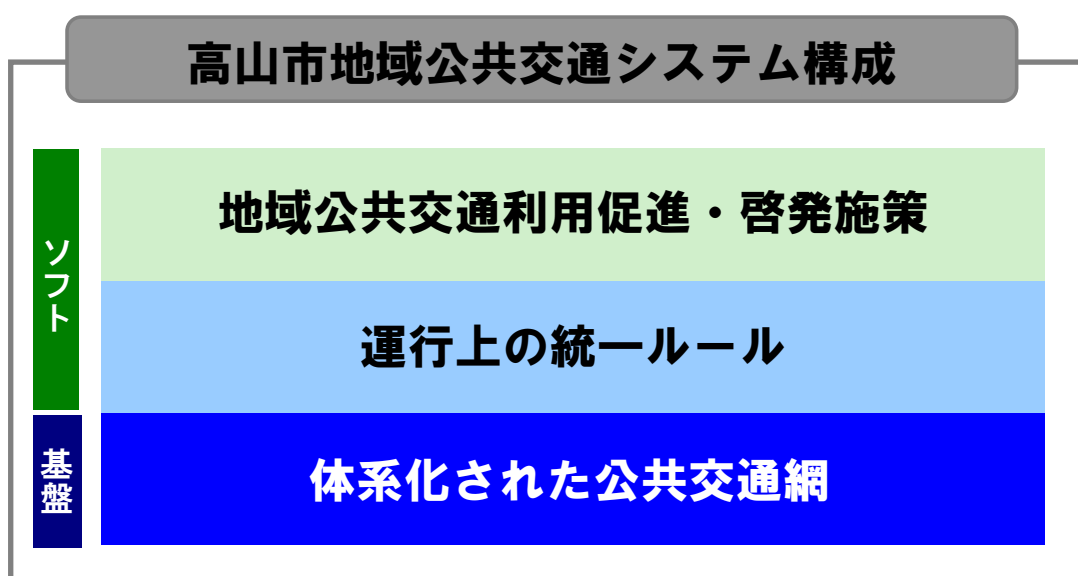 高山市地域公共交通システム構成
ソフト
地域公共交通利用促進・啓発施策
運行上の統一ルール
基盤
体系化された公共交通網